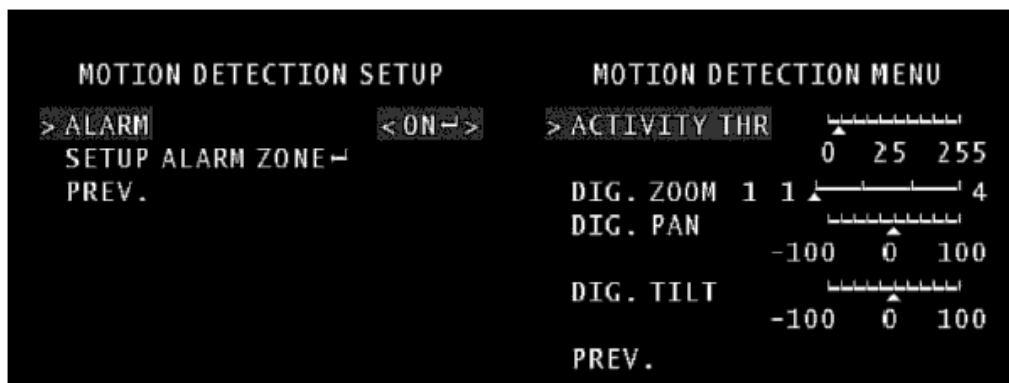 MOTION DETECTION SETUP
> ALARM <ON↵>
SETUP ALARM ZONE↵
PREV.
MOTION DETECTION MENU
> ACTIVITY THR
0 25 255
DIG. ZOOM 1 1 4
DIG. PAN
-100 0 100
DIG. TILT
-100 0 100
PREV.